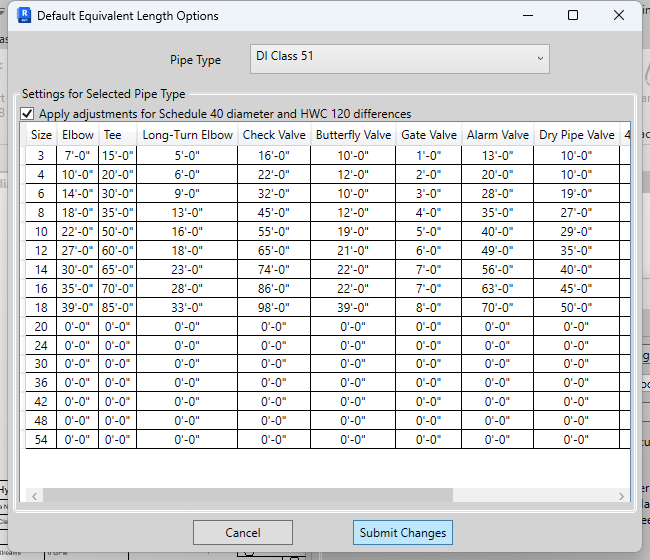 Default Equivalent Length Options
Pipe Type DI Class 51
Settings for Selected Pipe Type
Apply adjustments for Schedule 40 diameter and HWC 120 differences
Size Elbow Tee Long-Turn Elbow Check Valve Butterfly Valve Gate Valve Alarm Valve Dry Pipe Valve 4
3 7'-0" 15'-0" 5'-0" 16'-0" 10'-0" 1'-0" 13'-0" 10'-0"
4 10'-0" 20'-0" 6'-0" 22'-0" 12'-0" 2'-0" 20'-0" 10'-0"
6 14'-0" 30'-0" 9'-0" 32'-0" 10'-0" 3'-0" 28'-0" 19'-0"
8 18'-0" 35'-0" 13'-0" 45'-0" 12'-0" 4'-0" 35'-0" 27'-0"
10 22'-0" 50'-0" 16'-0" 55'-0" 19'-0" 5'-0" 40'-0" 29'-0"
12 27'-0" 60'-0" 18'-0" 65'-0" 21'-0" 6'-0" 49'-0" 35'-0"
14 30'-0" 65'-0" 23'-0" 74'-0" 22'-0" 7'-0" 56'-0" 40'-0"
16 35'-0" 70'-0" 28'-0" 86'-0" 22'-0" 7'-0" 63'-0" 45'-0"
18 39'-0" 85'-0" 33'-0" 98'-0" 39'-0" 8'-0" 70'-0" 50'-0"
20 0'-0" 0'-0" 0'-0" 0'-0" 0'-0" 0'-0" 0'-0" 0'-0"
24 0'-0" 0'-0" 0'-0" 0'-0" 0'-0" 0'-0" 0'-0" 0'-0"
30 0'-0" 0'-0" 0'-0" 0'-0" 0'-0" 0'-0" 0'-0" 0'-0"
36 0'-0" 0'-0" 0'-0" 0'-0" 0'-0" 0'-0" 0'-0" 0'-0"
42 0'-0" 0'-0" 0'-0" 0'-0" 0'-0" 0'-0" 0'-0" 0'-0"
48 0'-0" 0'-0" 0'-0" 0'-0" 0'-0" 0'-0" 0'-0" 0'-0"
54 0'-0" 0'-0" 0'-0" 0'-0" 0'-0" 0'-0" 0'-0" 0'-0"
Cancel Submit Changes